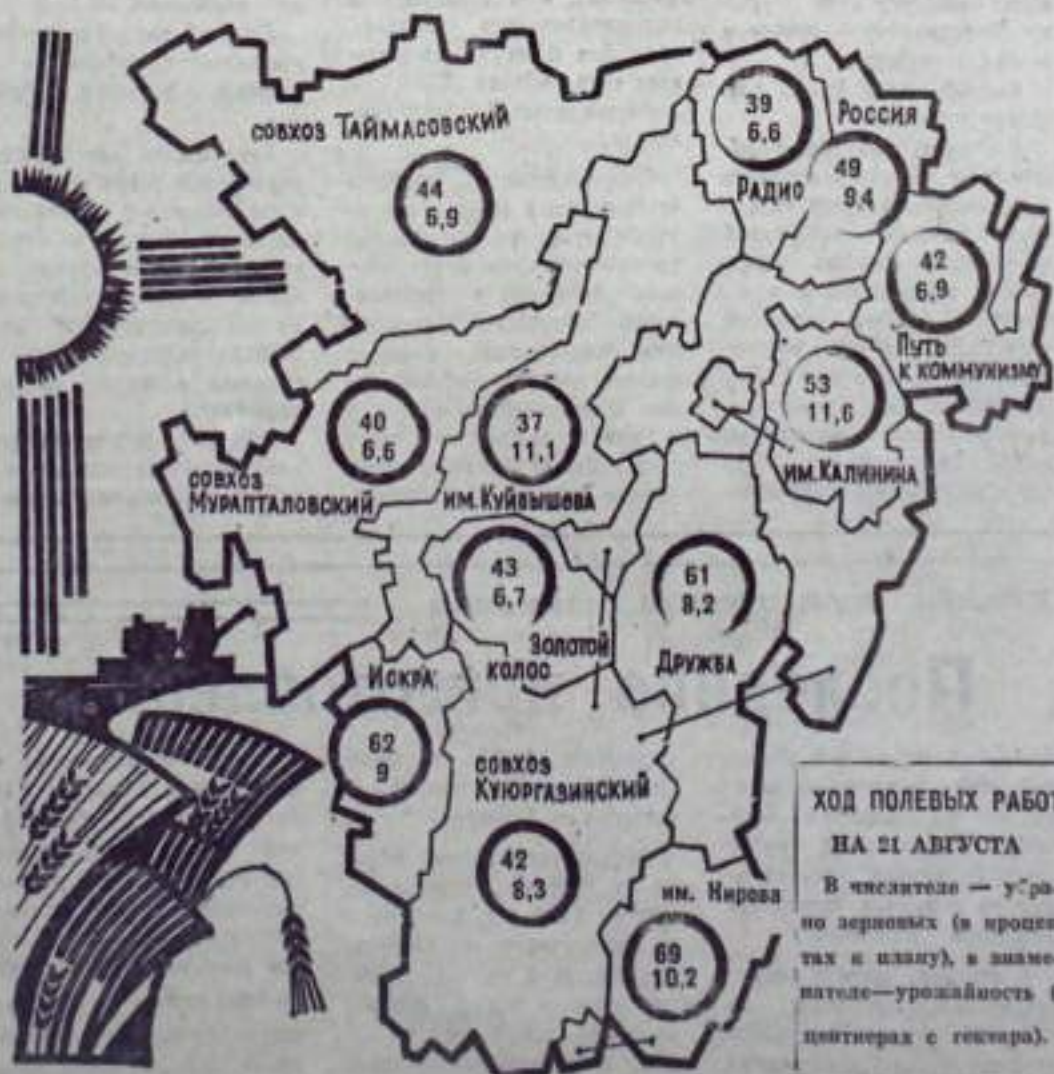 совхоз Таймасовский
44
6,9
39
6,6
Радио
Россия
49
9,4
42
6,9
Путь
к коммунизму
53
11,6
им. Калинина
40
6,6
совхоз
Мурапталовский
37
11,1
им. Куйбышева
43
6,7
Золотой
колос
61
8,2
Дружба
Искра
62
9
совхоз
Куюргазинский
42
8,3
им. Кирова
69
10,2
ХОД ПОЛЕВЫХ РАБОТ
НА 21 АВГУСТА
В числителе — убра-
но зерновых (в процен-
тах к плану), в знаме-
нателе—урожайность (
центнерах с гектара).